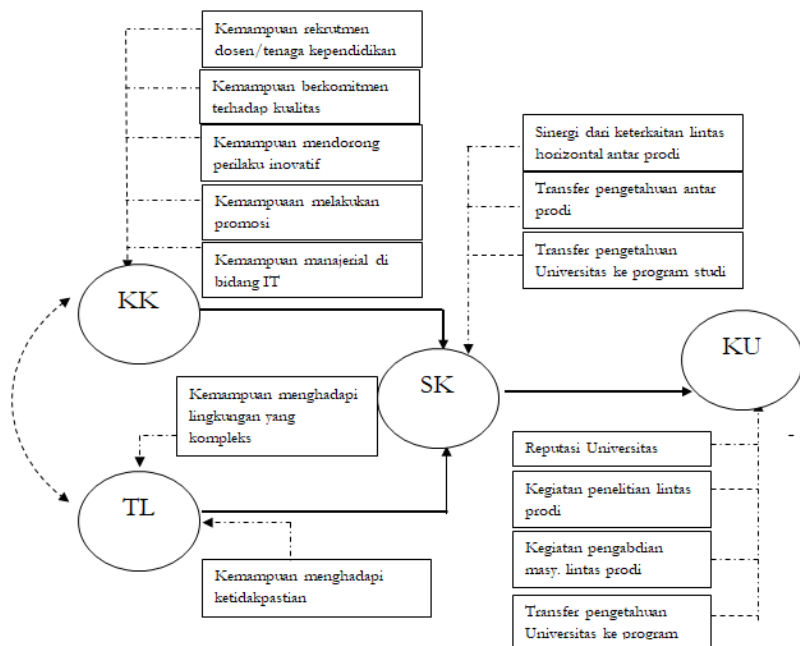 Kemampuan rekrutmen
dosen/tenaga kependidikan
Kemampuan berkomitmen
terhadap kualitas
Kemampuan mendorong
perilaku inovatif
Kemampuaan melakukan
promosi
Kemampuan manajerial di
bidang IT
Sinergi dari keterkaitan lintas
horizontal antar prodi
Transfer pengetahuan antar
prodi
Transfer pengetahuan
Universitas ke program studi
KK
SK
KU
Kemampuan menghadapi
lingkungan yang
kompleks
TL
Kemampuan menghadapi
ketidakpastian
Reputasi Universitas
Kegiatan penelitian lintas
prodi
Kegiatan pengabdian
masy. lintas prodi
Transfer pengetahuan
Universitas ke program